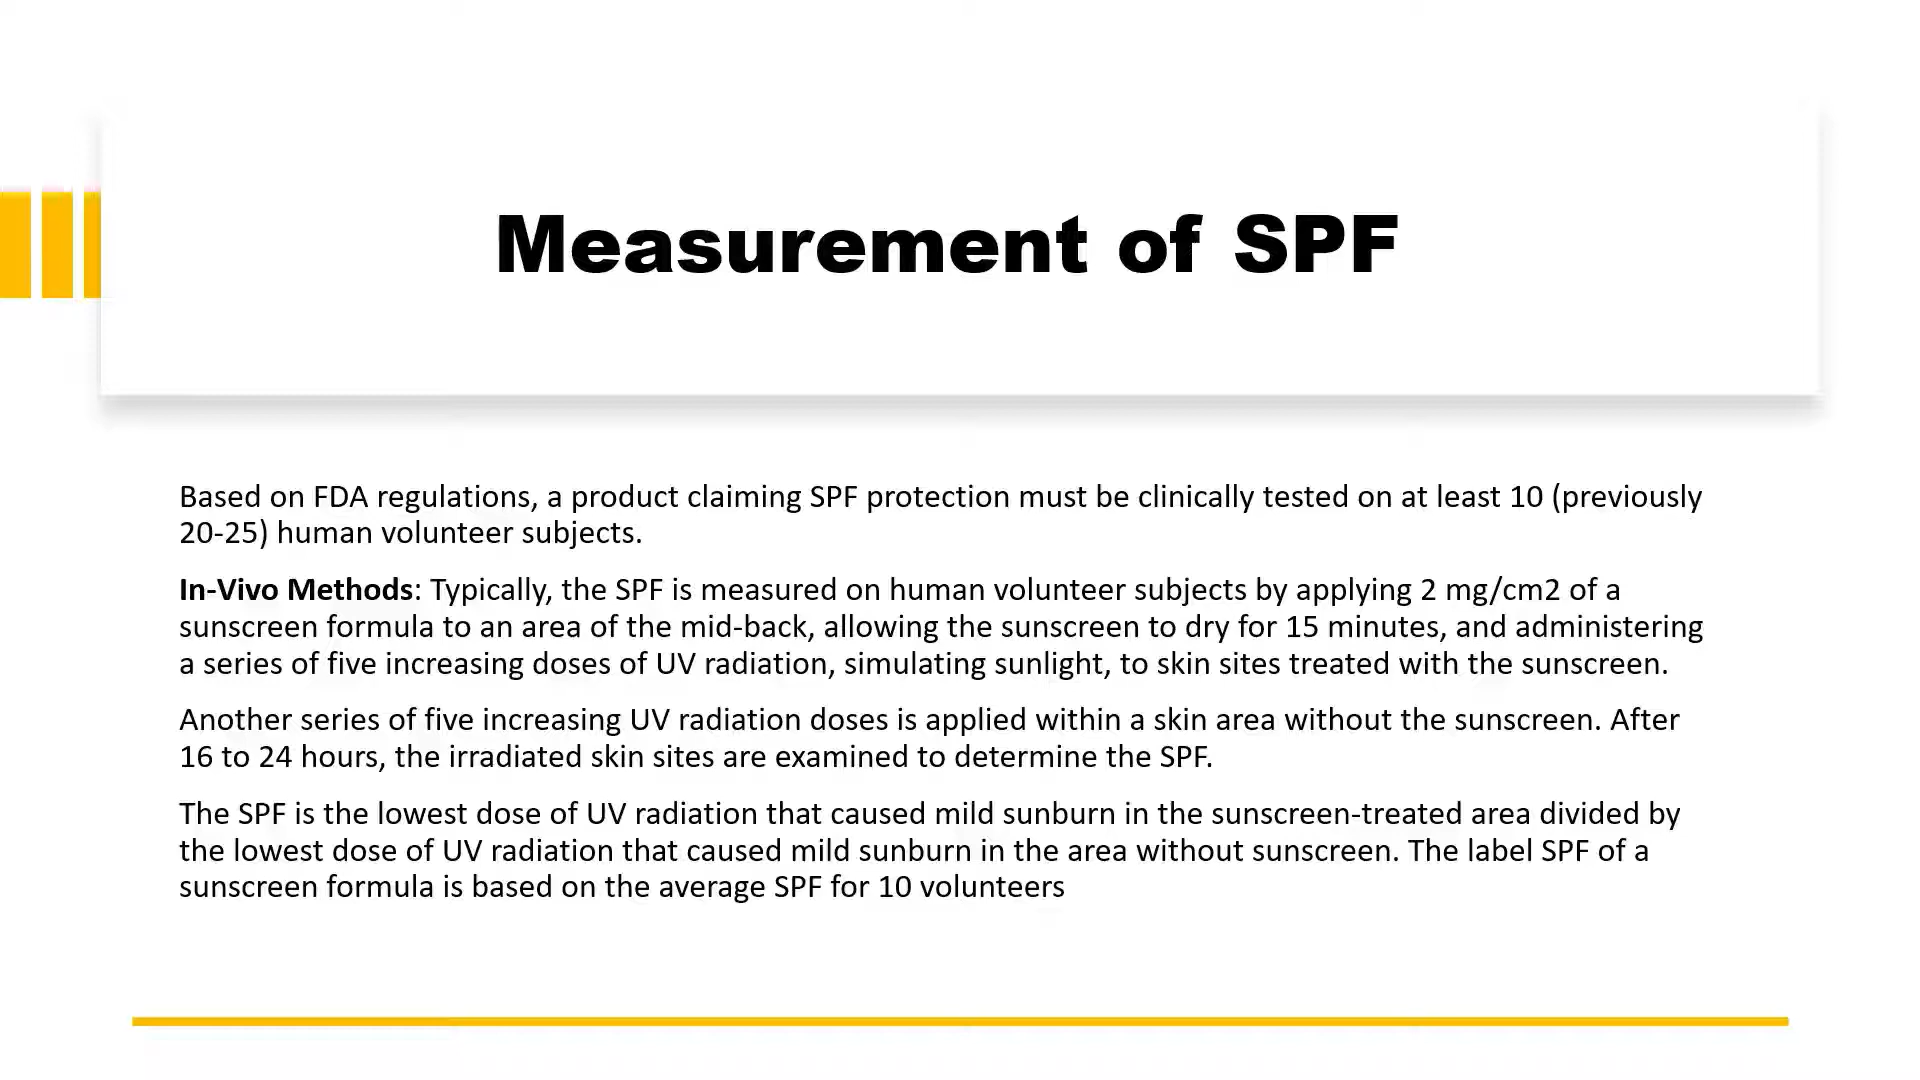 Measurement of SPF
Based on FDA regulations, a product claiming SPF protection must be clinically tested on at least 10 (previously
20-25) human volunteer subjects.
In-Vivo Methods: Typically, the SPF is measured on human volunteer subjects by applying 2 mg/cm2 of a
sunscreen formula to an area of the mid-back, allowing the sunscreen to dry for 15 minutes, and administering
a series of five increasing doses of UV radiation, simulating sunlight, to skin sites treated with the sunscreen.
Another series of five increasing UV radiation doses is applied within a skin area without the sunscreen. After
16 to 24 hours, the irradiated skin sites are examined to determine the SPF.
The SPF is the lowest dose of UV radiation that caused mild sunburn in the sunscreen-treated area divided by
the lowest dose of UV radiation that caused mild sunburn in the area without sunscreen. The label SPF of a
sunscreen formula is based on the average SPF for 10 volunteers